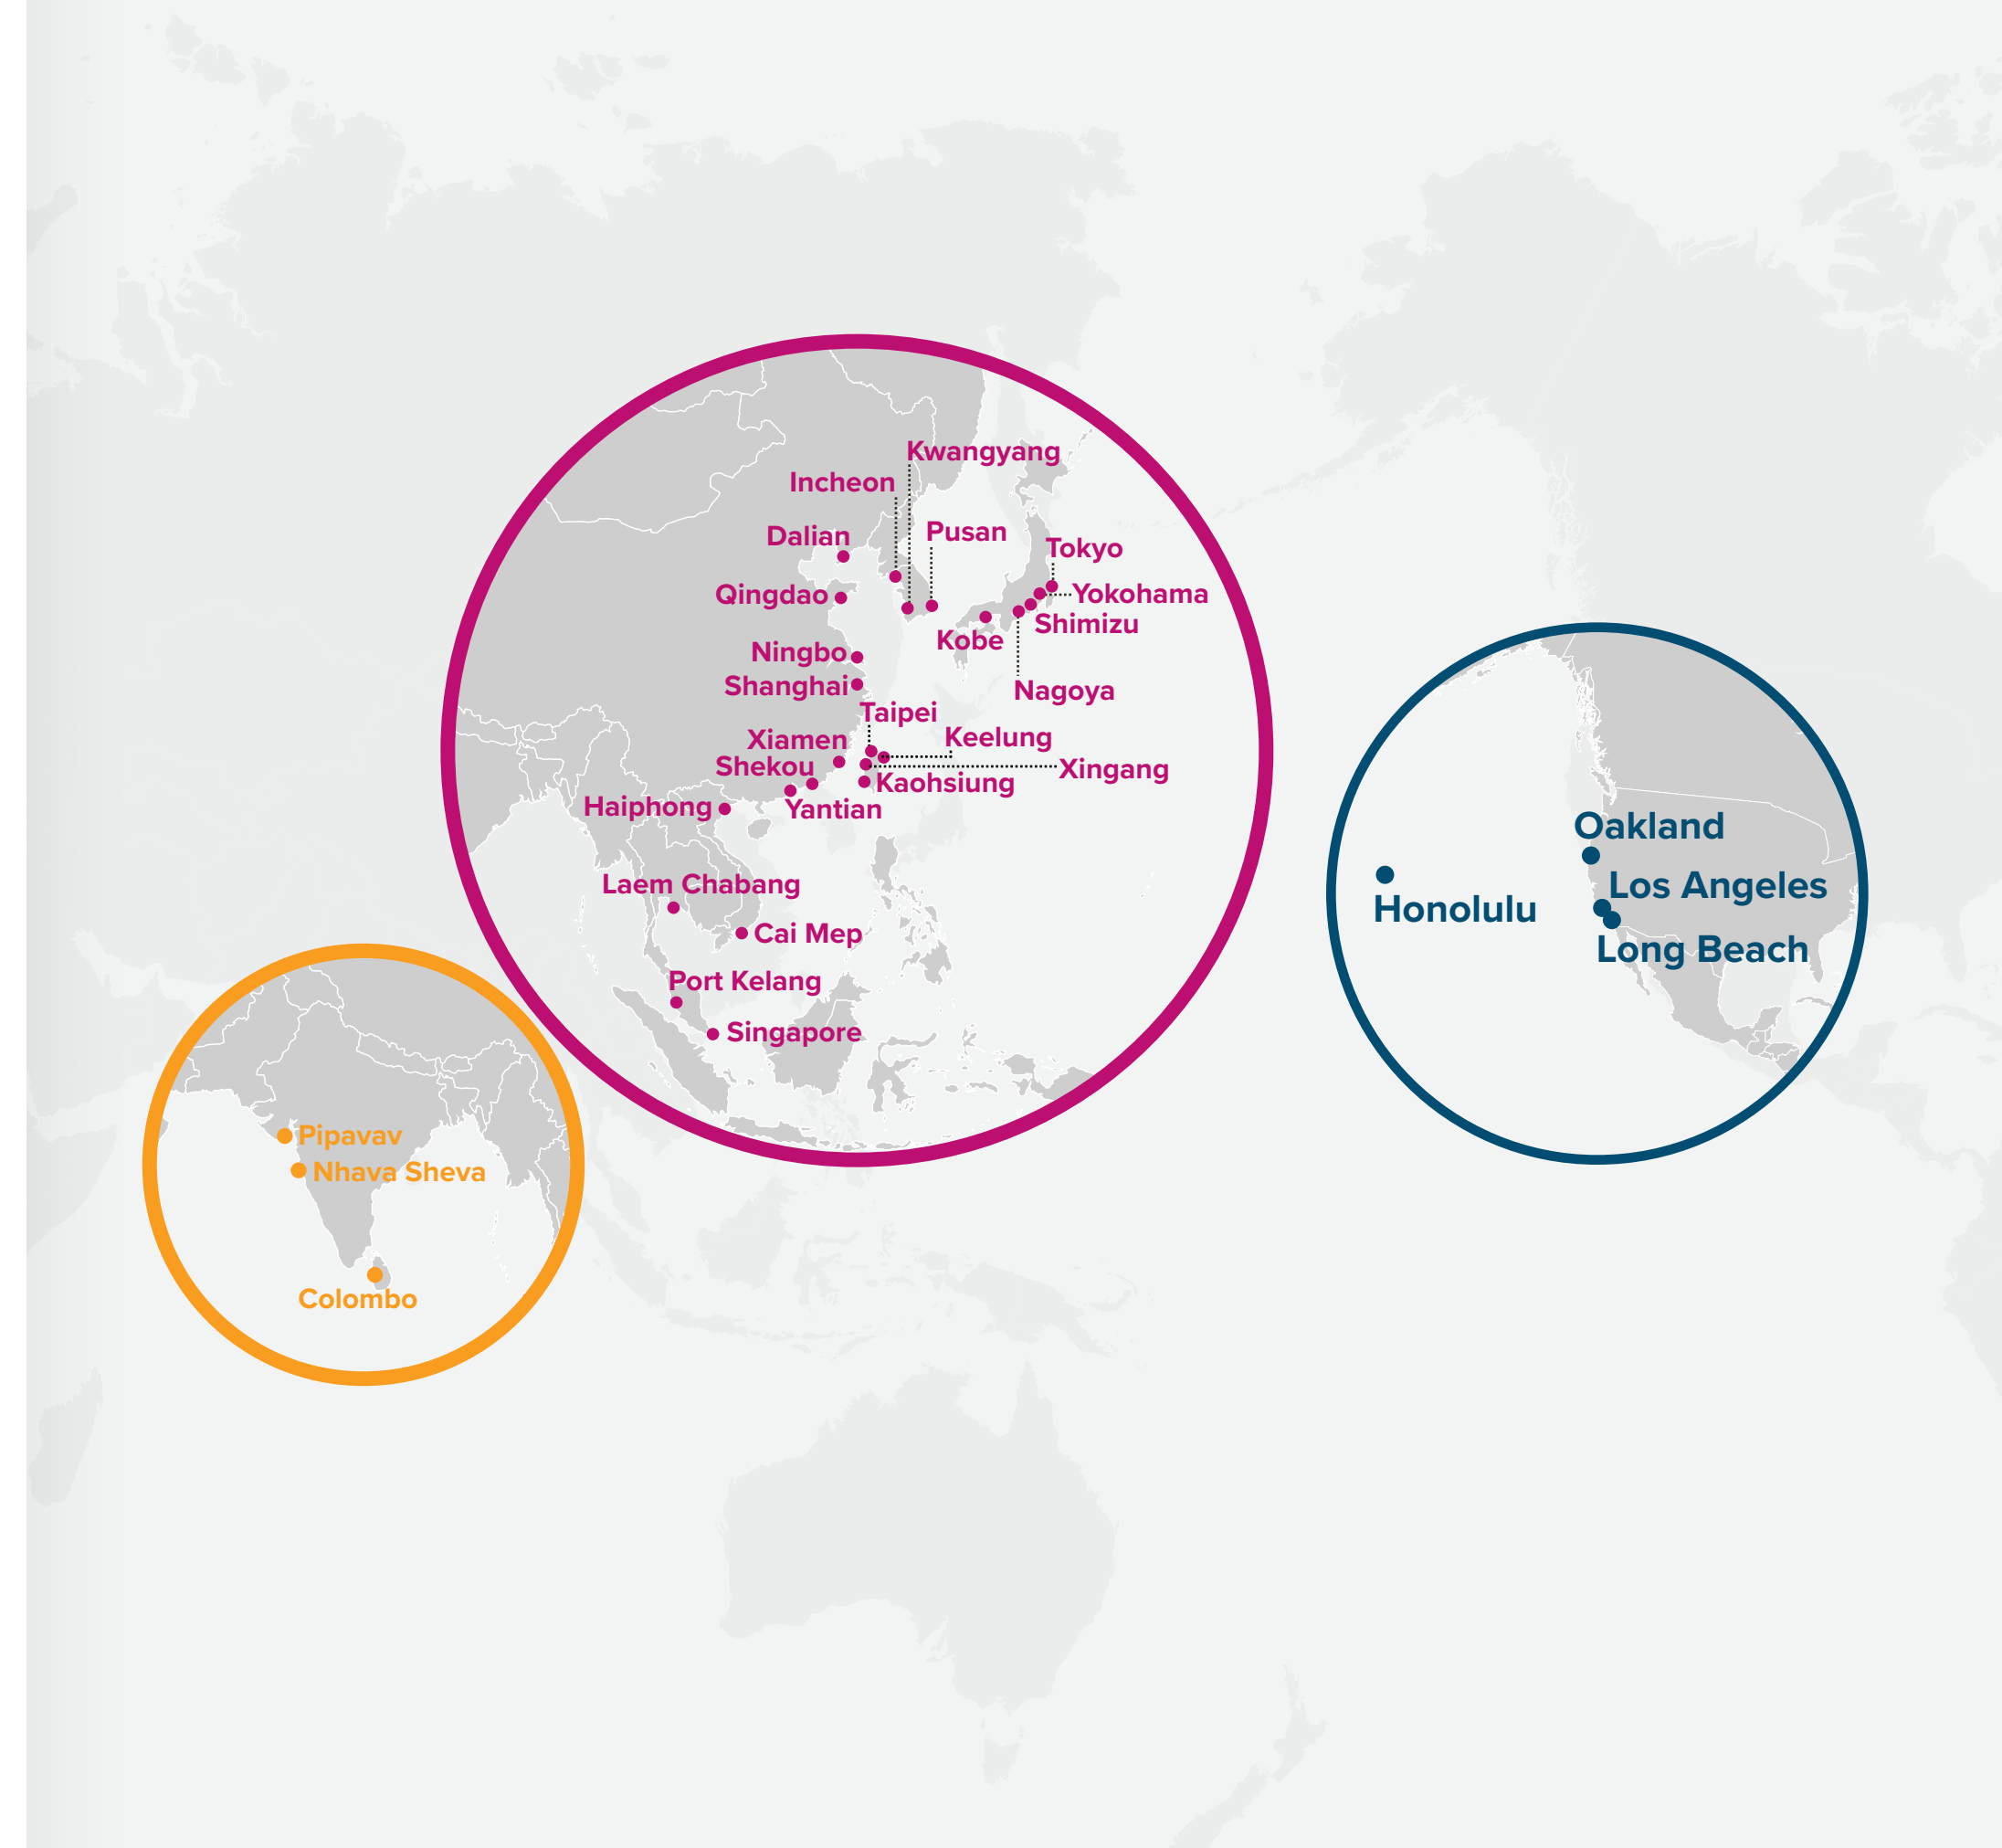 Kwangyang
Incheon
Pusan
Dalian
Tokyo
Qingdao
Yokohama
Shimizu
Kobe
Ningbo
Shanghai
Nagoya
Taipei
Xiamen
Keelung
Shekou
Xingang
Kaohsiung
Haiphong
Yantian
Laem Chabang
Cai Mep
Port Kelang
Singapore
Oakland
Los Angeles
Honolulu
Long Beach
Pipavav
Nhava Sheva
Colombo